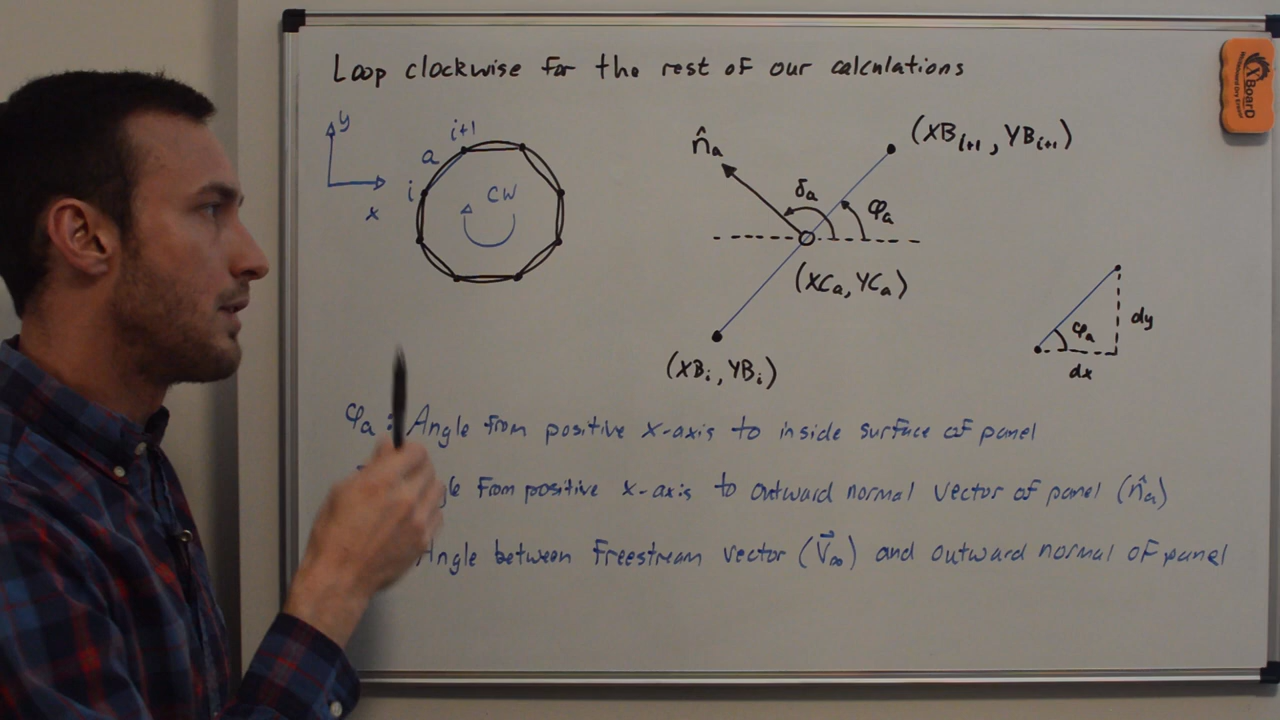 Loop clockwise for the rest of our calculations
XBoarD
y
x
i
a
i+1
CW
n̂ₐ
δₐ
φₐ
(XBᵢ₊₁, YBᵢ₊₁)
(XCₐ, YCₐ)
(XBᵢ, YBᵢ)
φₐ
dy
dx
φₐ: Angle from positive x-axis to inside surface of panel
from positive x-axis to outward normal vector of panel (n̂ₐ)
Angle between freestream vector (V⃗∞) and outward normal of panel